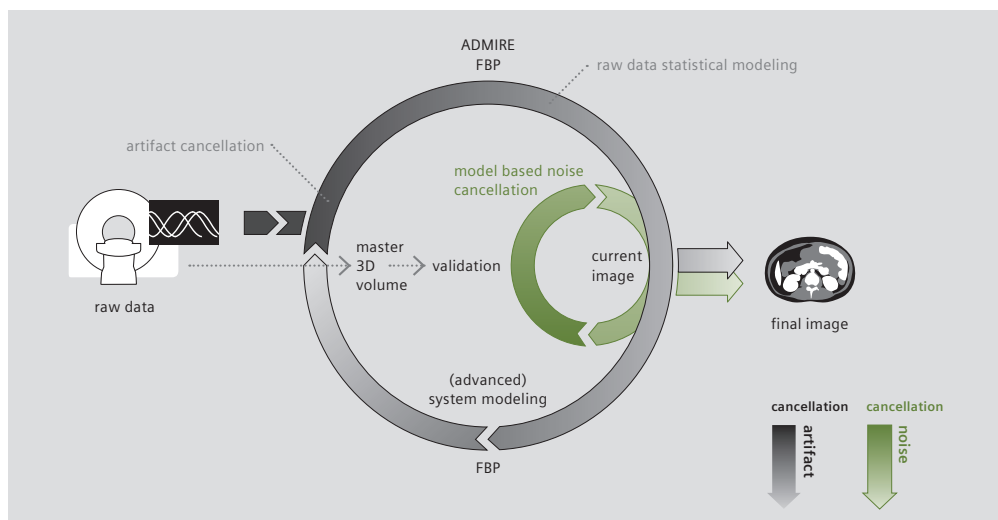 ADMIRE
FBP
raw data statistical modeling
artifact cancellation
model based noise
cancellation
master
3D
volume
validation
current
image
raw data
final image
(advanced)
system modeling
FBP
cancellation
artifact
cancellation
noise